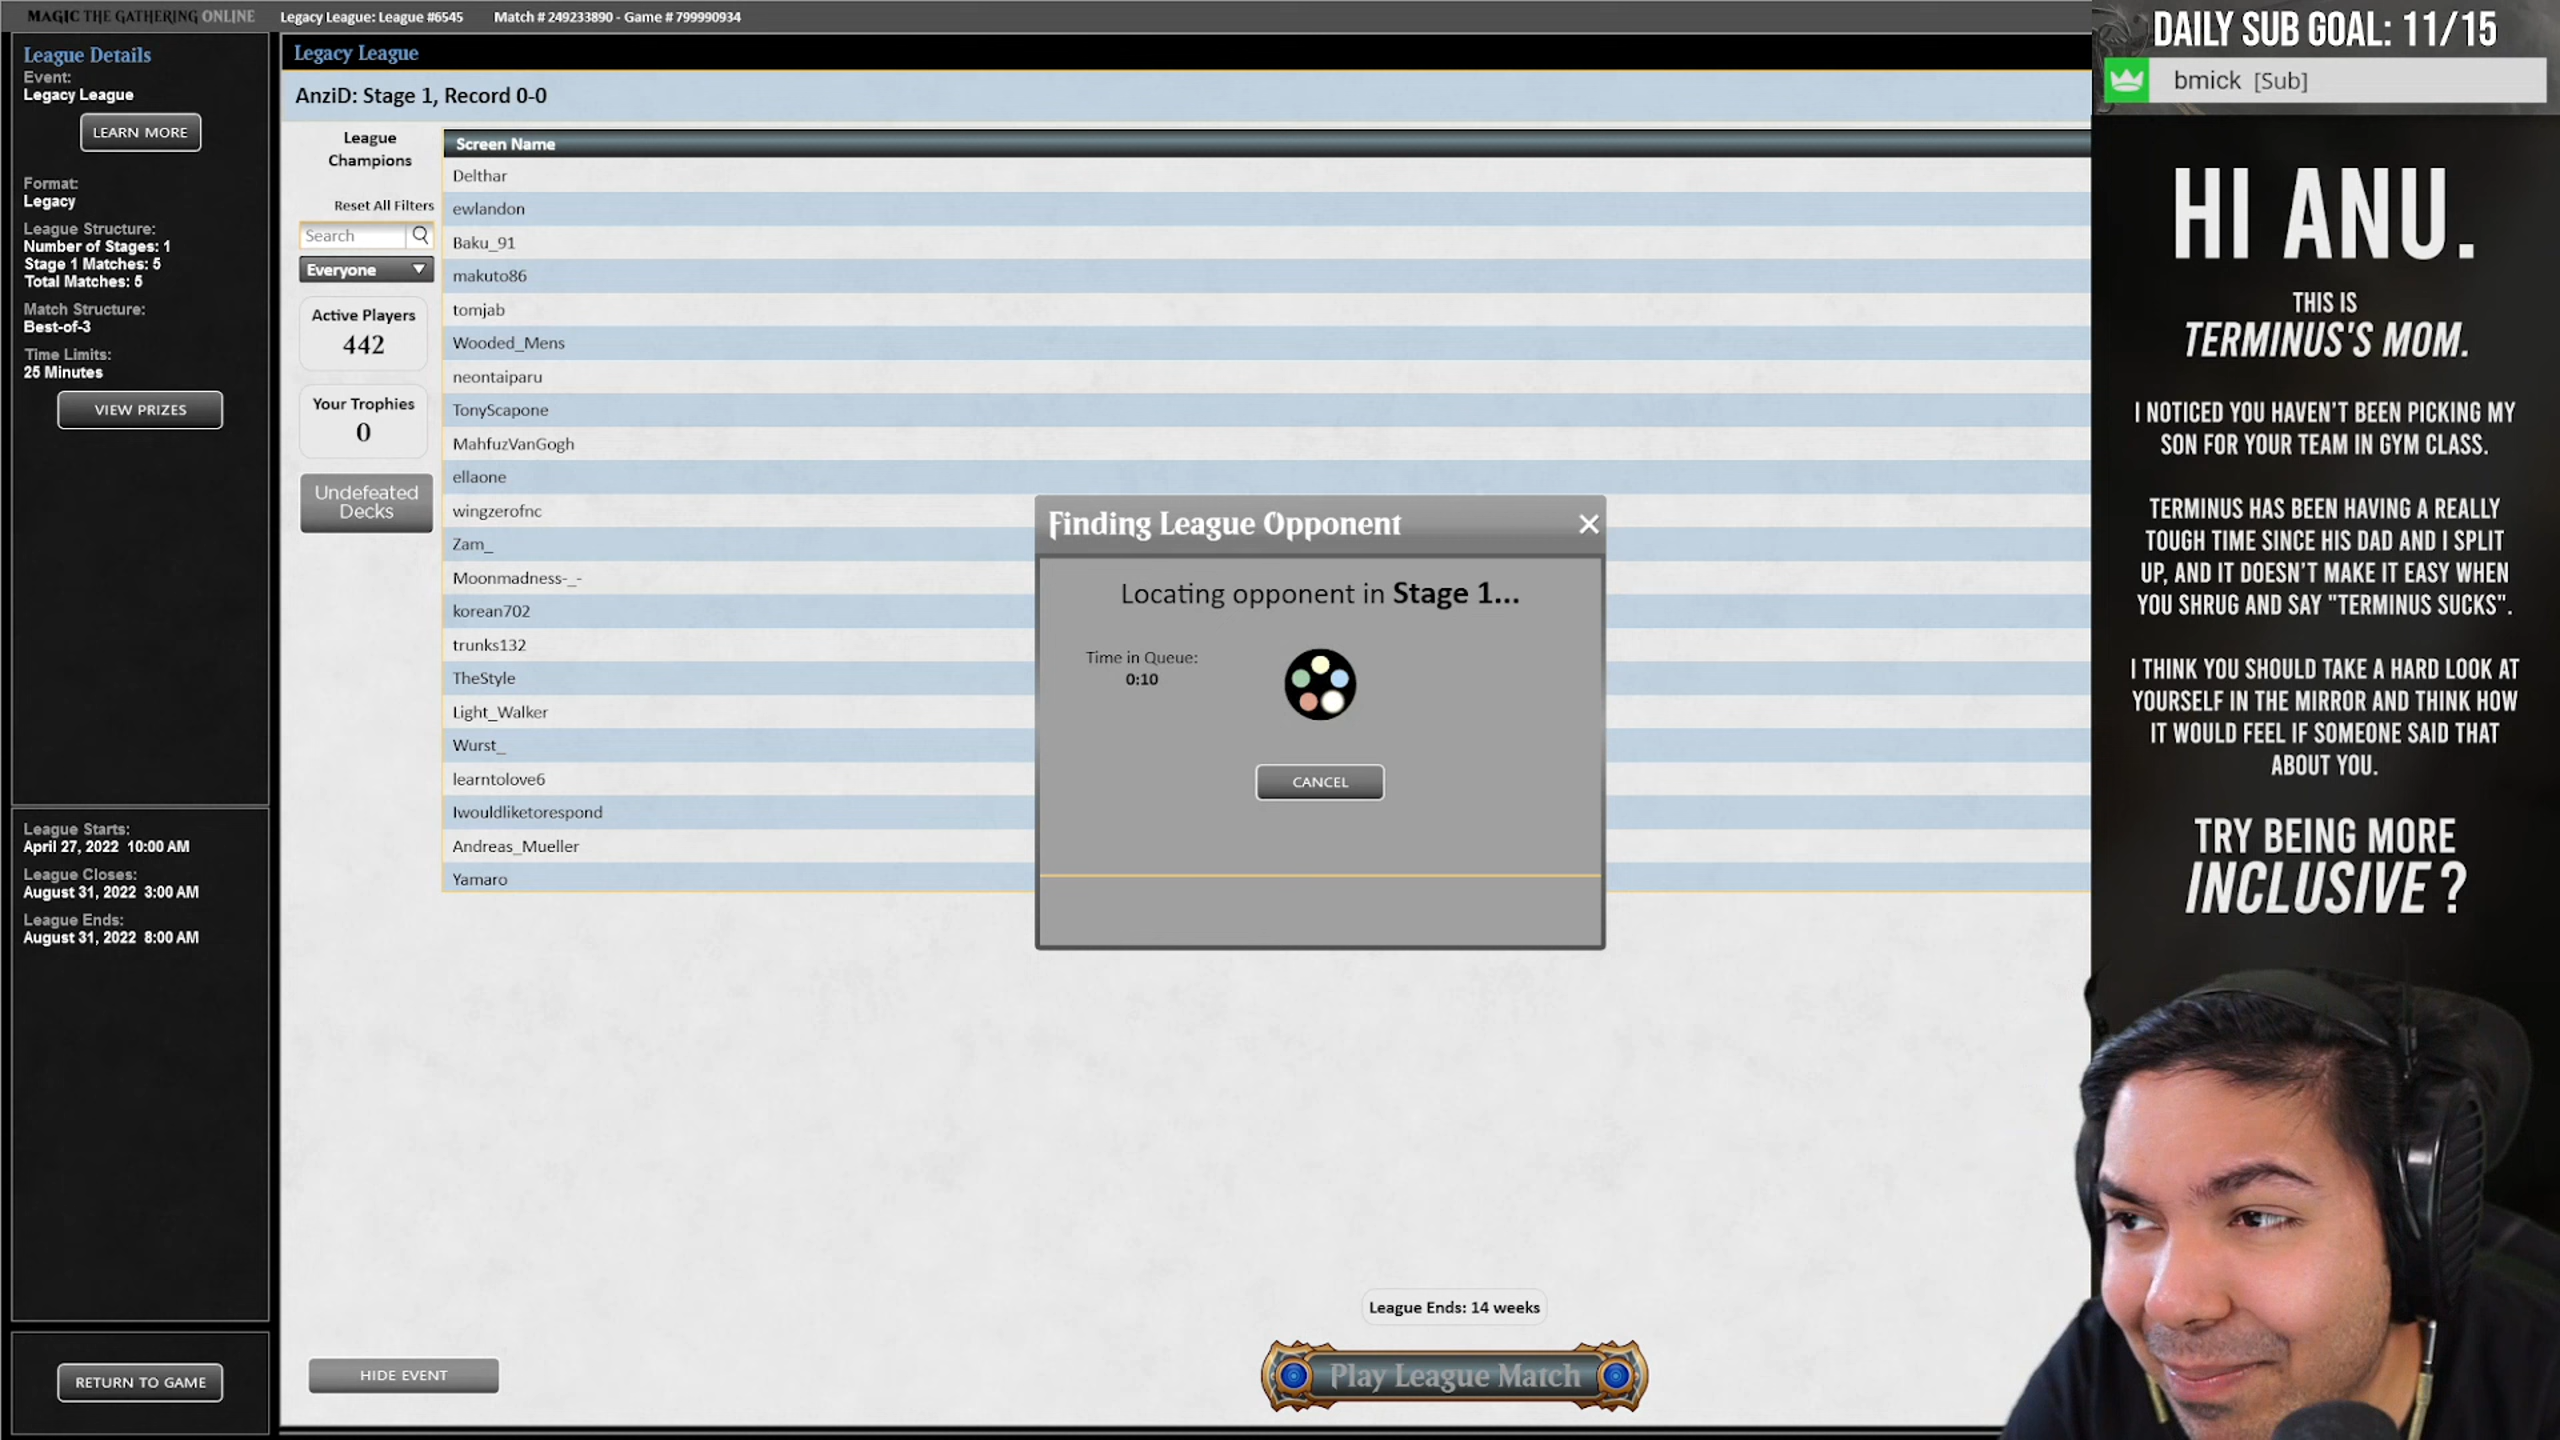 MAGIC THE GATHERING ONLINE
Legacy League: League #6545
Match # 249233890 - Game # 799990934
League Details
Event:
Legacy League
LEARN MORE
Format:
Legacy
League Structure:
Number of Stages: 1
Stage 1 Matches: 5
Total Matches: 5
Match Structure:
Best-of-3
Time Limits:
25 Minutes
VIEW PRIZES
League Starts:
April 27, 2022 10:00 AM
League Closes:
August 31, 2022 3:00 AM
League Ends:
August 31, 2022 8:00 AM
RETURN TO GAME
Legacy League
AnziD: Stage 1, Record 0-0
League
Champions
Reset All Filters
Search
Everyone
Active Players
442
Your Trophies
0
Undefeated
Decks
Screen Name
Delthar
ewlandon
Baku_91
makuto86
tomjab
Wooded_Mens
neontaiparu
TonyScapone
MahfuzVanGogh
ellaone
wingzerofnc
Zam_
Moonmadness-_-
korean702
trunks132
TheStyle
Light_Walker
Wurst_
learntolove6
Iwouldliketorespond
Andreas_Mueller
Yamaro
Finding League Opponent
Locating opponent in Stage 1...
Time in Queue:
0:10
CANCEL
League Ends: 14 weeks
HIDE EVENT
Play League Match
DAILY SUB GOAL: 11/15
bmick [Sub]
HI ANU.
THIS IS
TERMINUS'S MOM.
I NOTICED YOU HAVEN'T BEEN PICKING MY
SON FOR YOUR TEAM IN GYM CLASS.
TERMINUS HAS BEEN HAVING A REALLY
TOUGH TIME SINCE HIS DAD AND I SPLIT
UP, AND IT DOESN'T MAKE IT EASY WHEN
YOU SHRUG AND SAY "TERMINUS SUCKS".
I THINK YOU SHOULD TAKE A HARD LOOK AT
YOURSELF IN THE MIRROR AND THINK HOW
IT WOULD FEEL IF SOMEONE SAID THAT
ABOUT YOU.
TRY BEING MORE
INCLUSIVE?